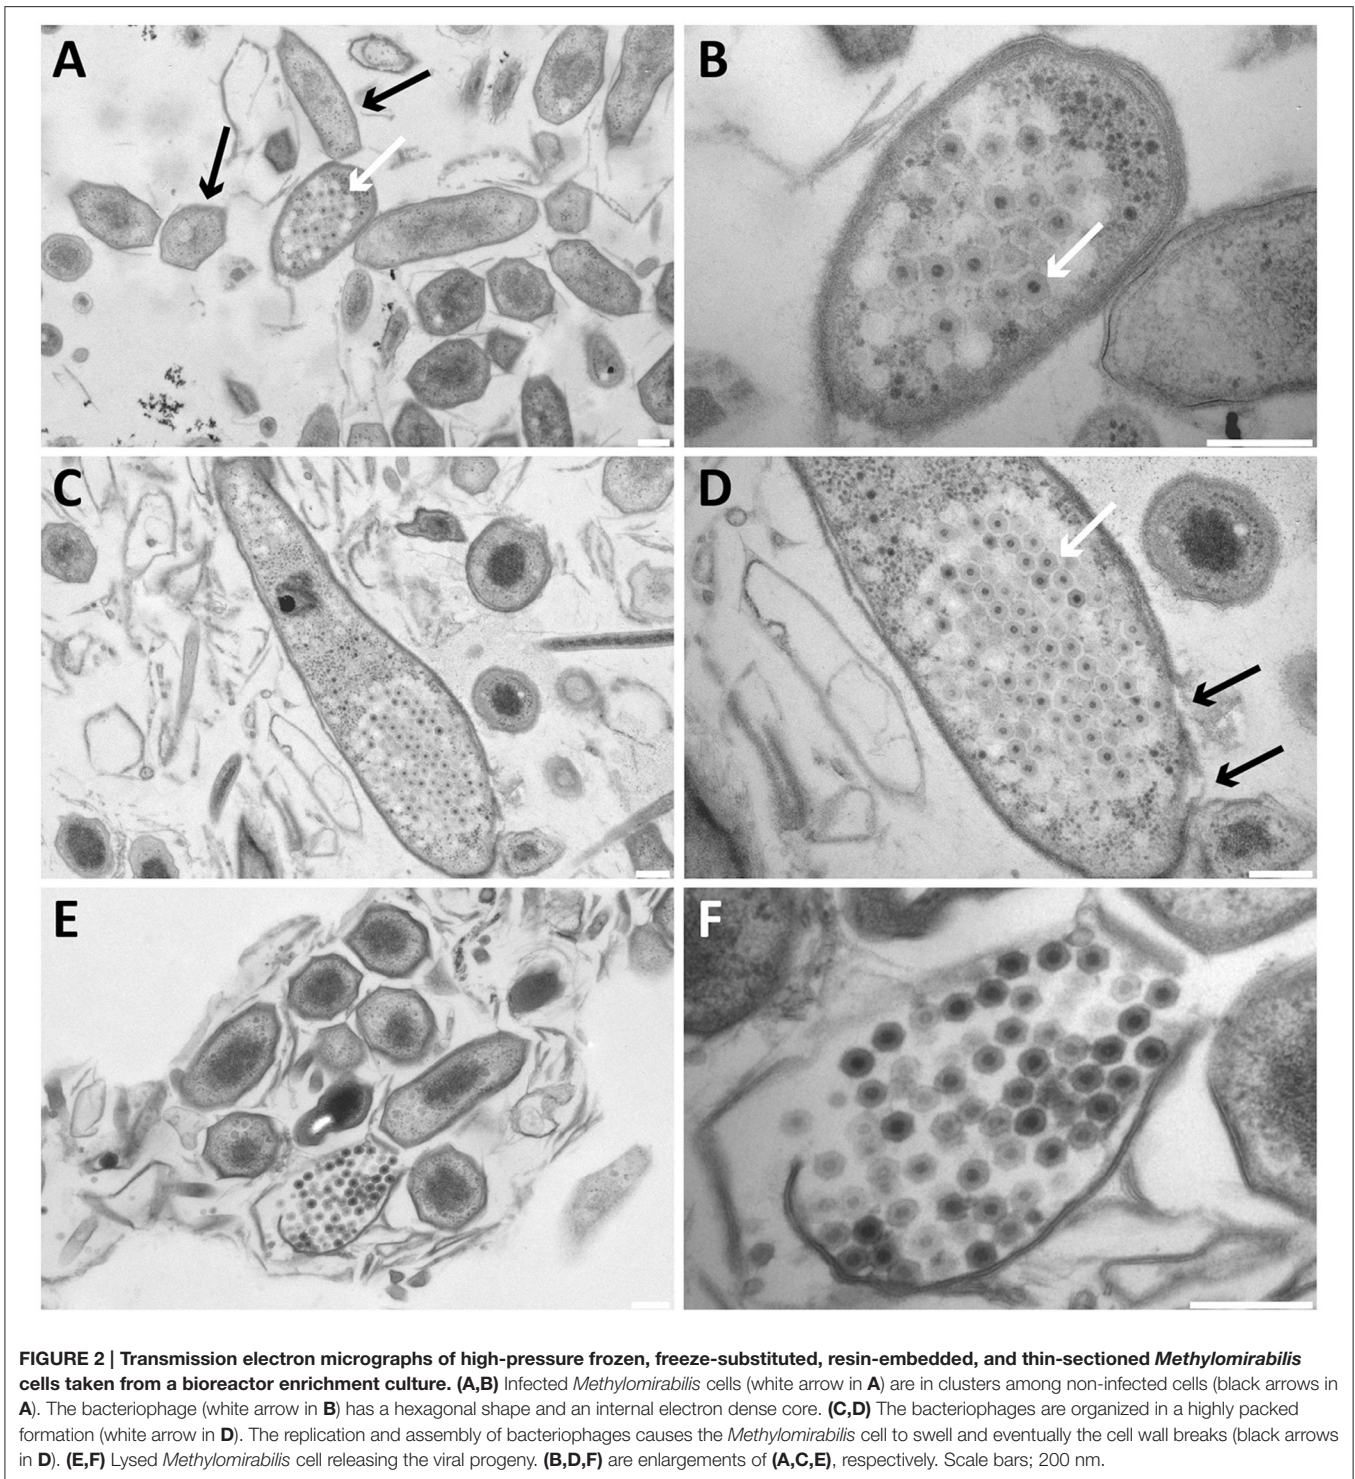 A
B
C
D
E
F
FIGURE 2 | Transmission electron micrographs of high-pressure frozen, freeze-substituted, resin-embedded, and thin-sectioned Methylomirabilis
cells taken from a bioreactor enrichment culture. (A,B) Infected Methylomirabilis cells (white arrow in A) are in clusters among non-infected cells (black arrows in
A). The bacteriophage (white arrow in B) has a hexagonal shape and an internal electron dense core. (C,D) The bacteriophages are organized in a highly packed
formation (white arrow in D). The replication and assembly of bacteriophages causes the Methylomirabilis cell to swell and eventually the cell wall breaks (black arrows
in D). (E,F) Lysed Methylomirabilis cell releasing the viral progeny. (B,D,F) are enlargements of (A,C,E), respectively. Scale bars; 200 nm.